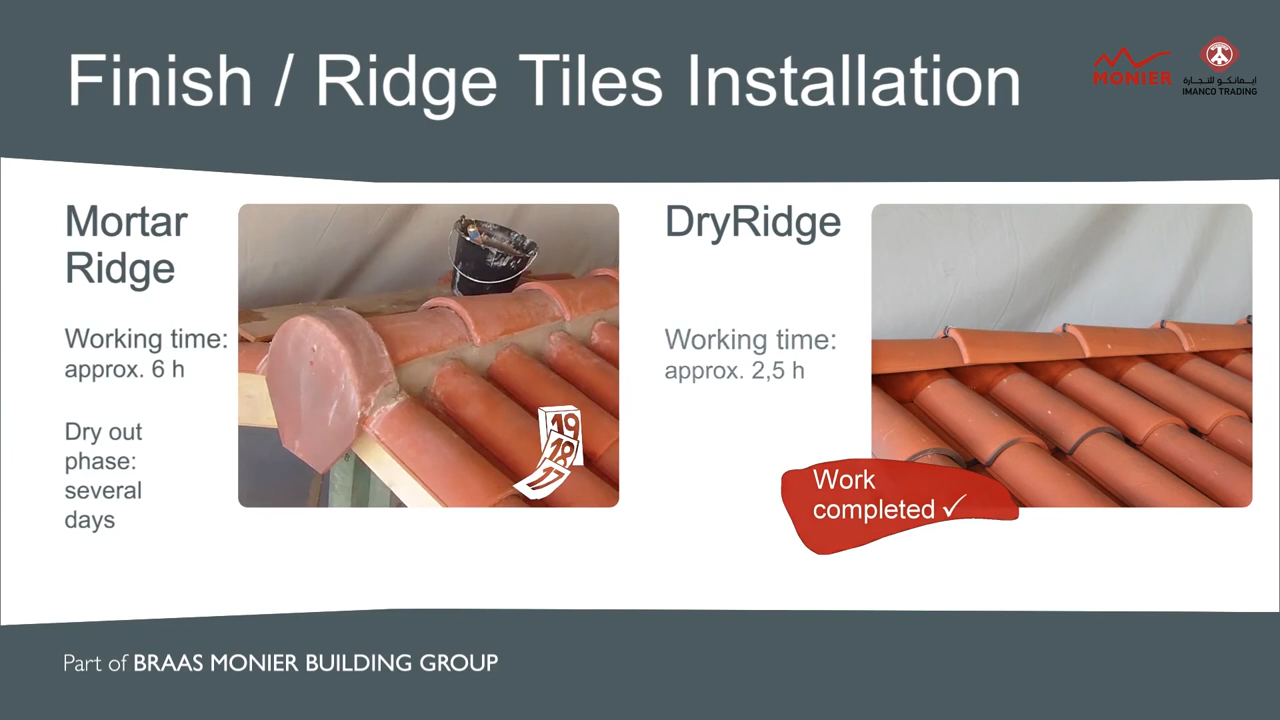 Finish / Ridge Tiles Installation
MONIER
ايمانكو للتجارة
IMANCO TRADING
Mortar
Ridge
Working time:
approx. 6 h
Dry out
phase:
several
days
19
18
17
DryRidge
Working time:
approx. 2,5 h
Work
completed ✓
Part of BRAAS MONIER BUILDING GROUP